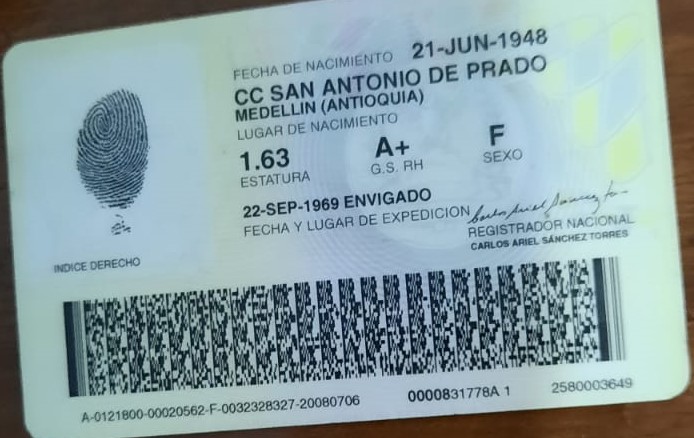 FECHA DE NACIMIENTO 21-JUN-1948
CC SAN ANTONIO DE PRADO
MEDELLIN (ANTIOQUIA)
LUGAR DE NACIMIENTO
1.63 A+ F
ESTATURA G.S. RH SEXO
22-SEP-1969 ENVIGADO
FECHA Y LUGAR DE EXPEDICION
REGISTRADOR NACIONAL
CARLOS ARIEL SÁNCHEZ TORRES
INDICE DERECHO
A-0121800-00020562-F-0032328327-20080706 0000831778A 1 2580003649